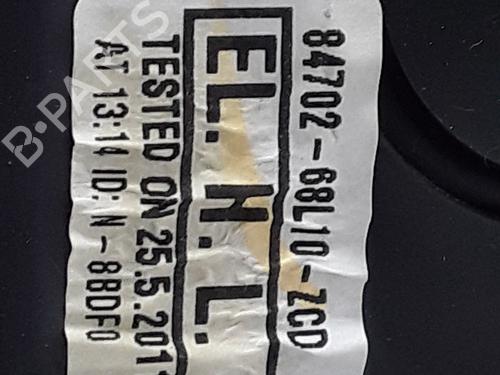 84702-68L10-ZCD
EL. H. L.
TESTED ON 25.5.201
AT 13:14 ID: N - 8BDF0
B-PARTS